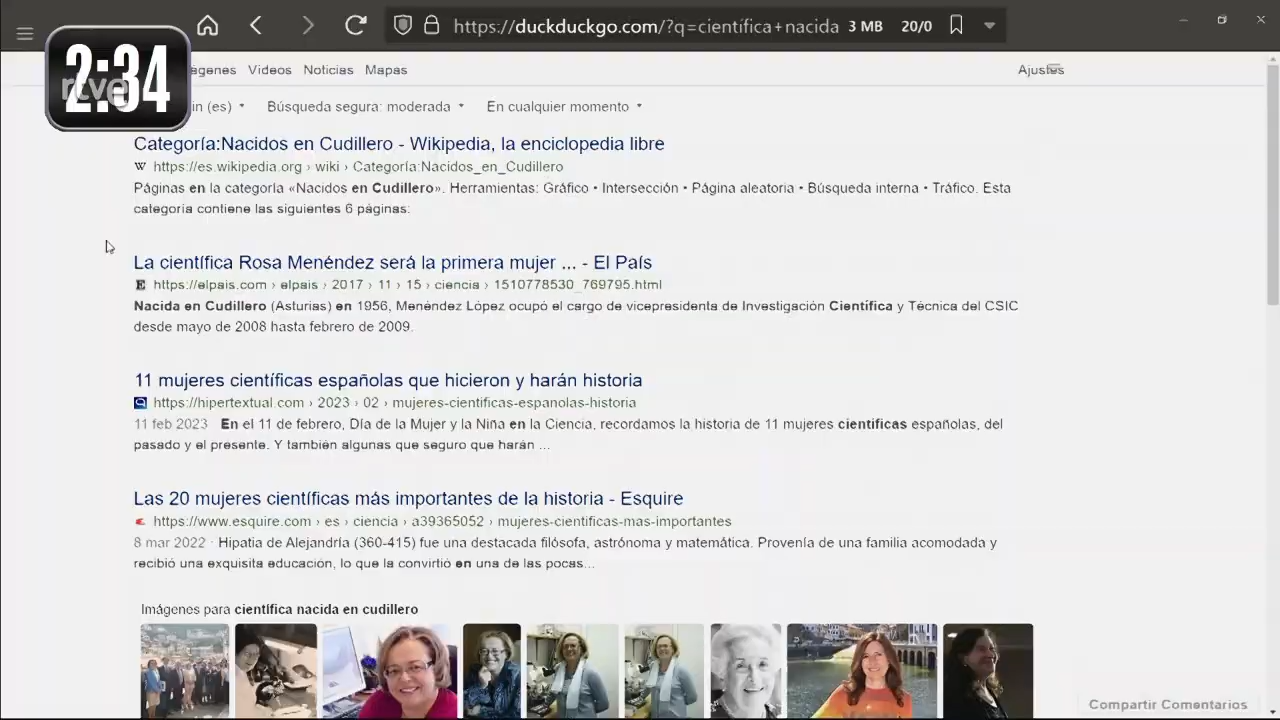 https://duckduckgo.com/?q=científica+nacida 3 MB 20/0
2:34
rtve
ágenes Vídeos Noticias Mapas Ajustes
in (es) Búsqueda segura: moderada En cualquier momento
Categoría:Nacidos en Cudillero - Wikipedia, la enciclopedia libre
W https://es.wikipedia.org › wiki › Categoría:Nacidos_en_Cudillero
Páginas en la categoría «Nacidos en Cudillero». Herramientas: Gráfico • Intersección • Página aleatoria • Búsqueda interna • Tráfico. Esta
categoría contiene las siguientes 6 páginas:
La científica Rosa Menéndez será la primera mujer ... - El País
E https://elpais.com › elpais › 2017 › 11 › 15 › ciencia › 1510778530_769795.html
Nacida en Cudillero (Asturias) en 1956, Menéndez López ocupó el cargo de vicepresidenta de Investigación Científica y Técnica del CSIC
desde mayo de 2008 hasta febrero de 2009.
11 mujeres científicas españolas que hicieron y harán historia
https://hipertextual.com › 2023 › 02 › mujeres-cientificas-espanolas-historia
11 feb 2023 En el 11 de febrero, Día de la Mujer y la Niña en la Ciencia, recordamos la historia de 11 mujeres científicas españolas, del
pasado y el presente. Y también algunas que seguro que harán ...
Las 20 mujeres científicas más importantes de la historia - Esquire
https://www.esquire.com › es › ciencia › a39365052 › mujeres-cientificas-mas-importantes
8 mar 2022 · Hipatia de Alejandría (360-415) fue una destacada filósofa, astrónoma y matemática. Provenía de una familia acomodada y
recibió una exquisita educación, lo que la convirtió en una de las pocas...
Imágenes para científica nacida en cudillero
Compartir Comentarios